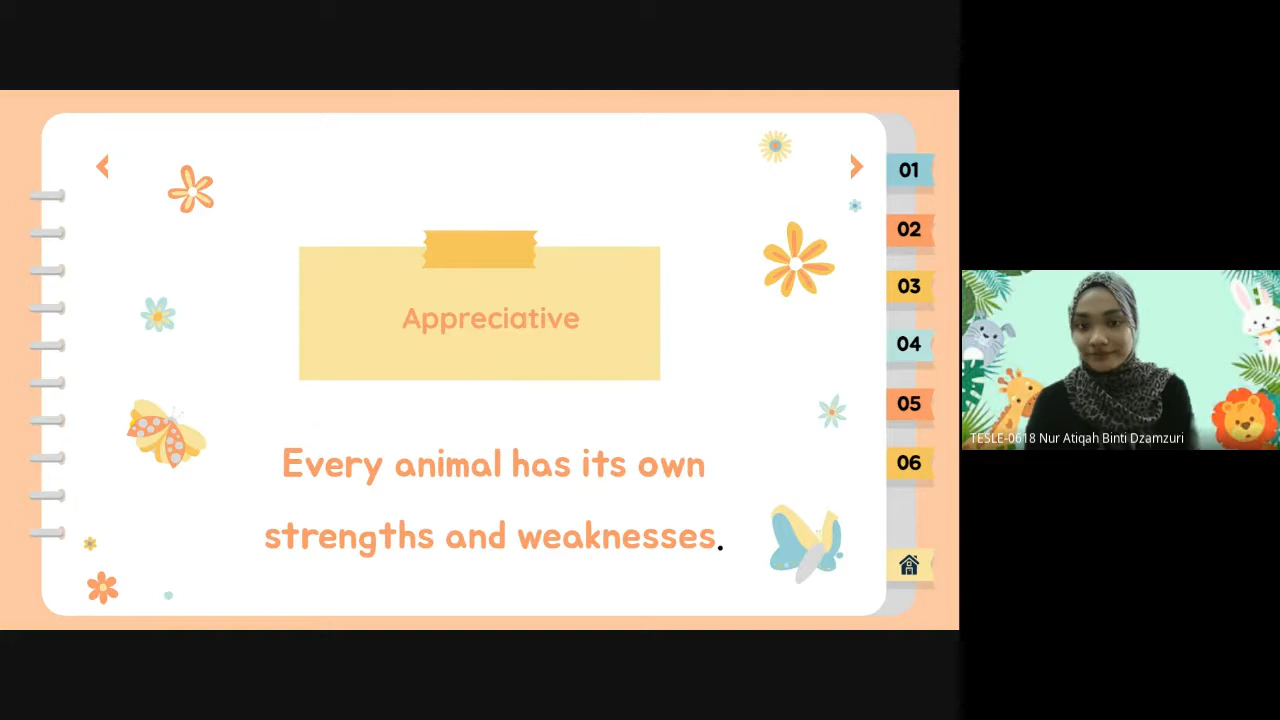 Appreciative
Every animal has its own
strengths and weaknesses.
01
02
03
04
05
06
TESLE-0618 Nur Atiqah Binti Dzamzuri